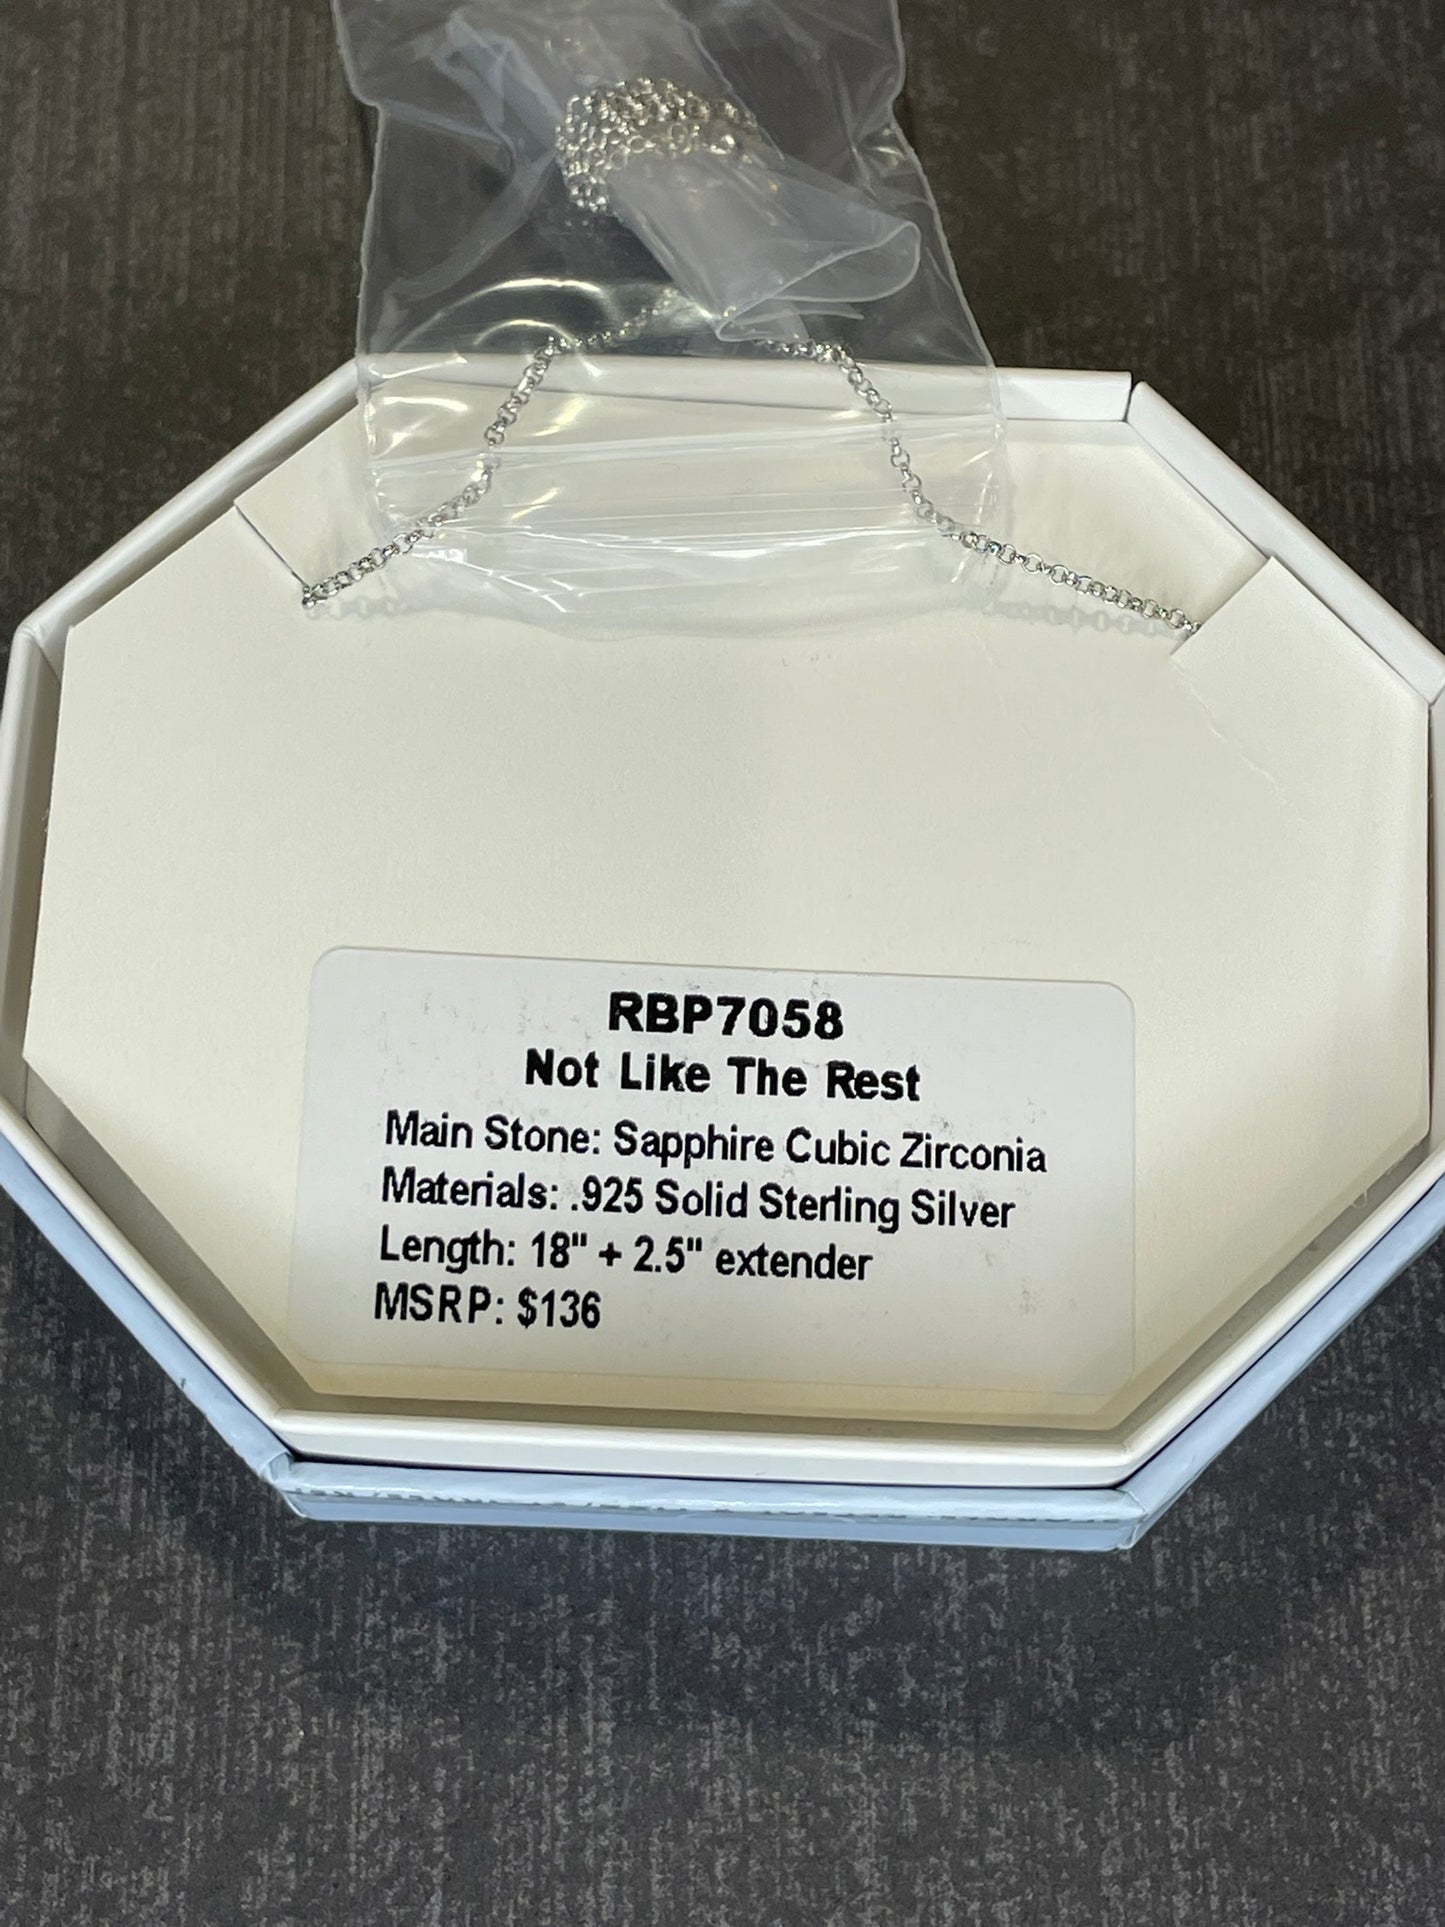 RBP7058
Not Like The Rest
Main Stone: Sapphire Cubic Zirconia
Materials: .925 Solid Sterling Silver
Length: 18" + 2.5" extender
MSRP: $136